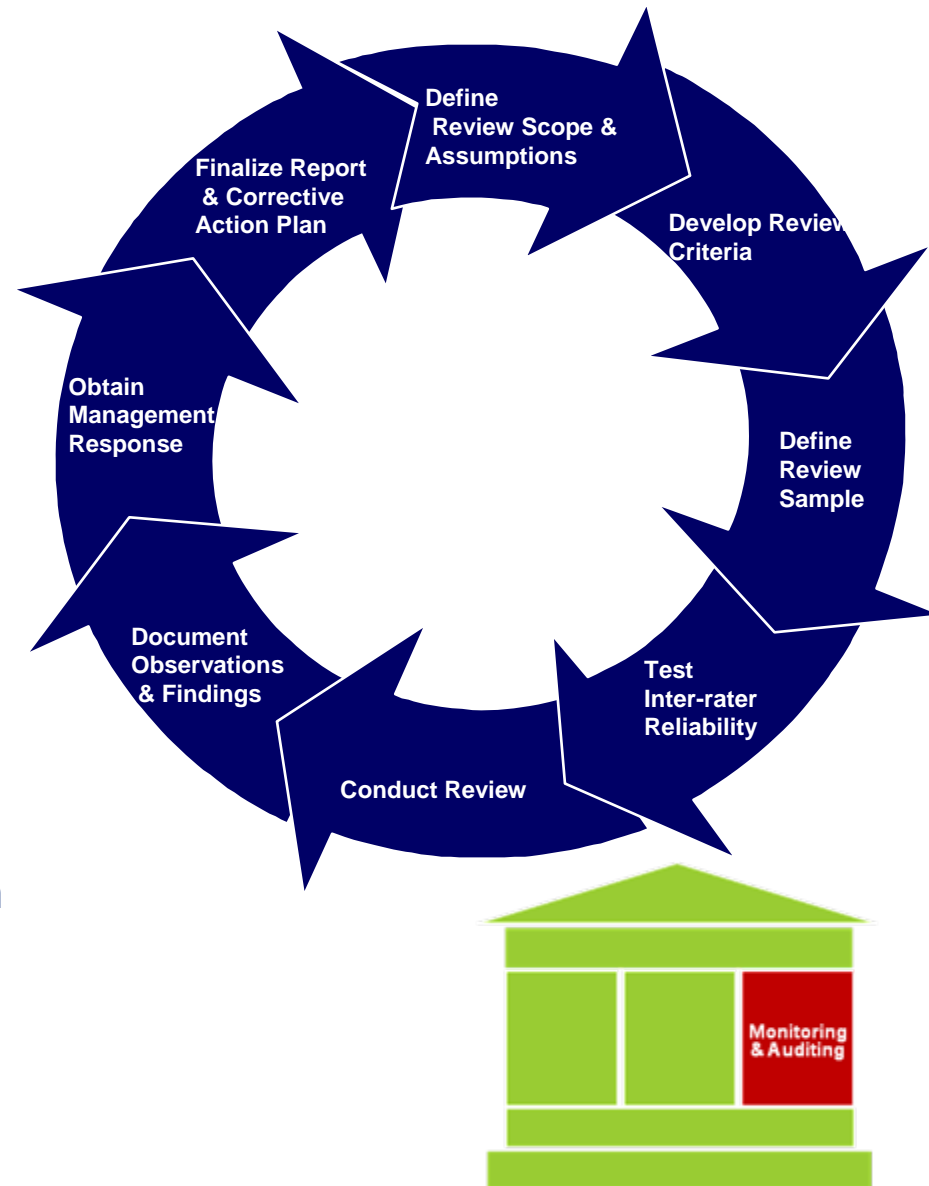 Define
Review Scope &
Assumptions
Develop Review
Criteria
Define
Review
Sample
Test
Inter-rater
Reliability
Conduct Review
Document
Observations
& Findings
Obtain
Management
Response
Finalize Report
& Corrective
Action Plan
Monitoring
& Auditing